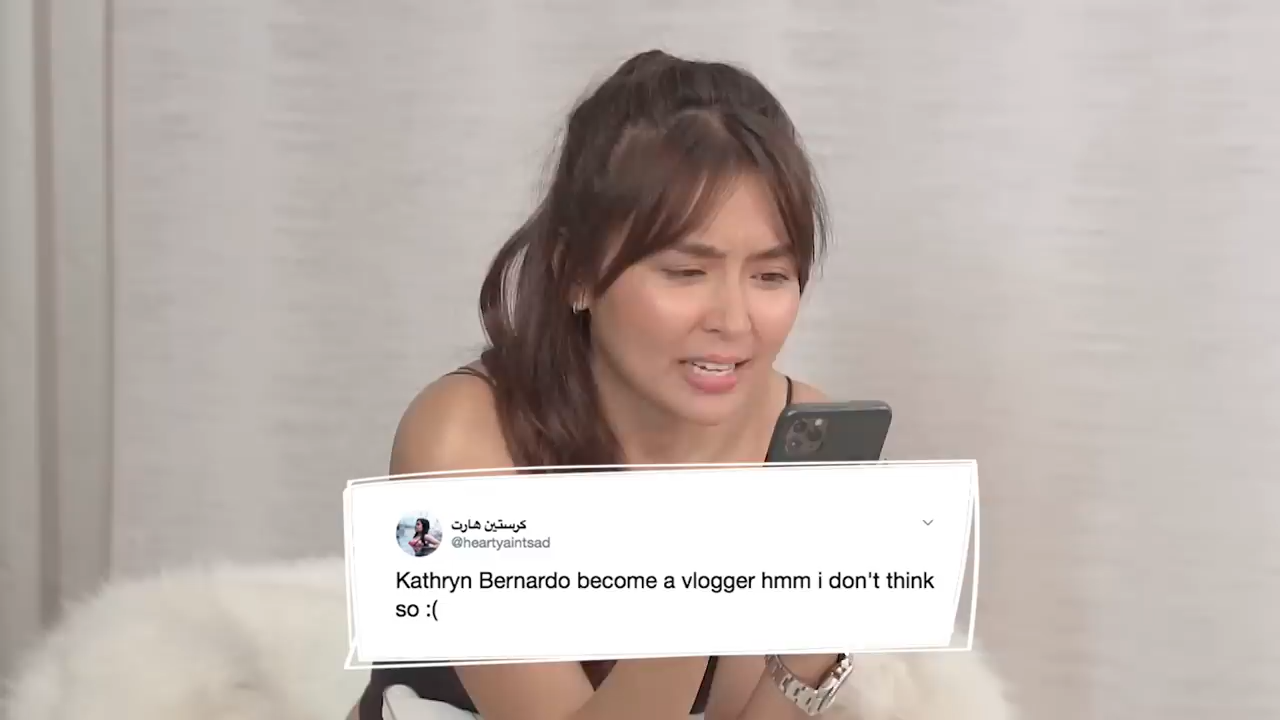 كرستين هارت
@heartyaintsad
Kathryn Bernardo become a vlogger hmm i don't think
so :(